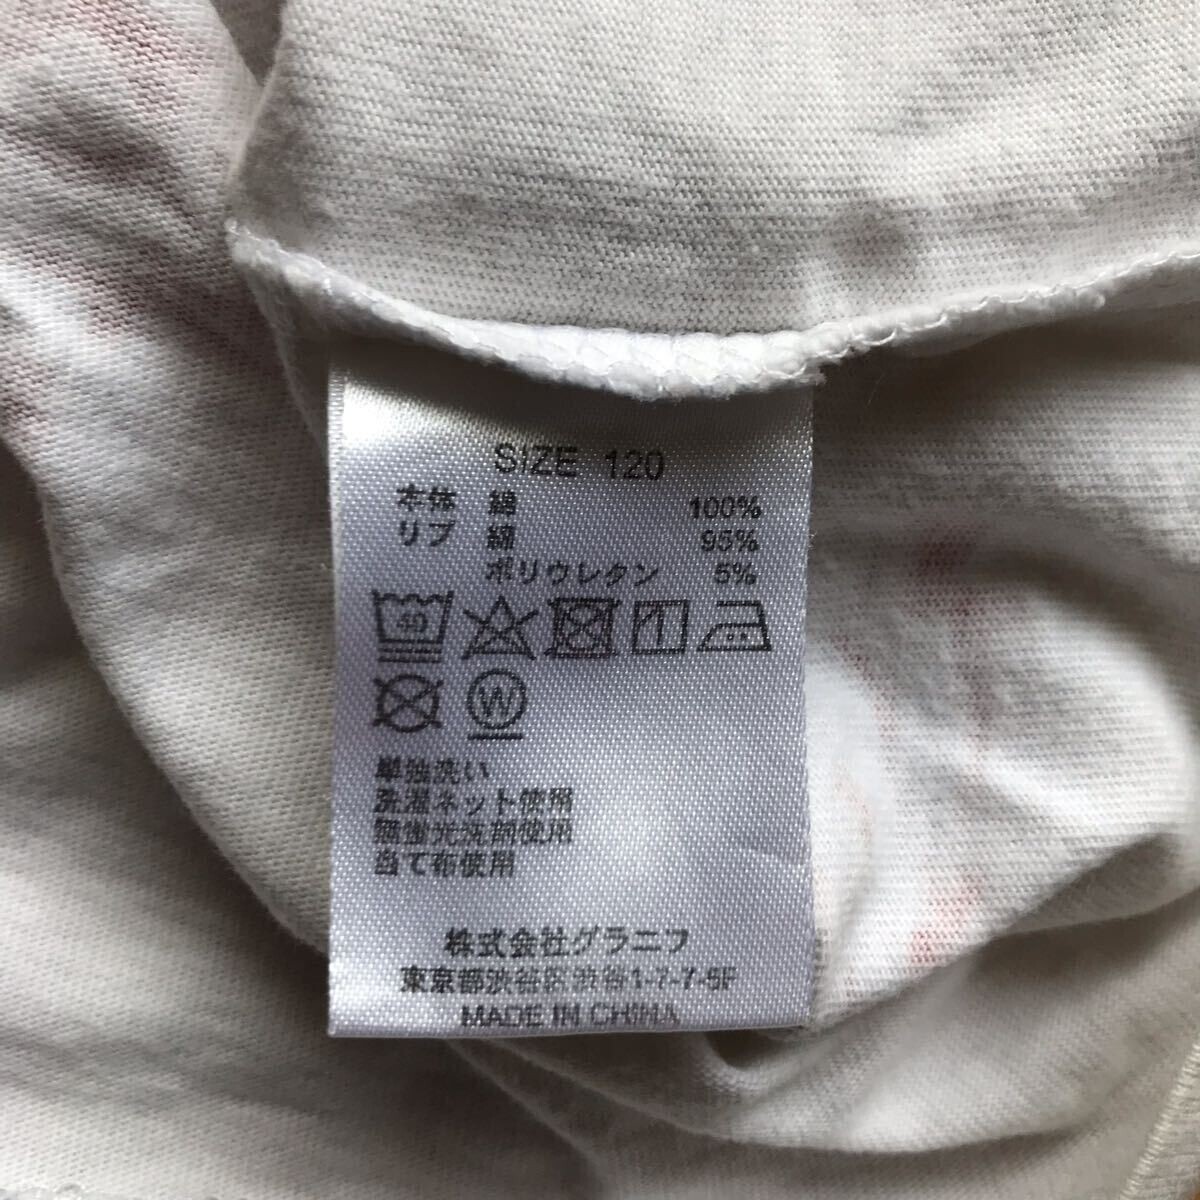 SIZE 120
本体 綿 100%
リブ 綿 95%
ポリウレタン 5%
40
W
単独洗い
洗濯ネット使用
無蛍光洗剤使用
当て布使用
株式会社グラニフ
東京都渋谷区渋谷1-7-7-5F
MADE IN CHINA